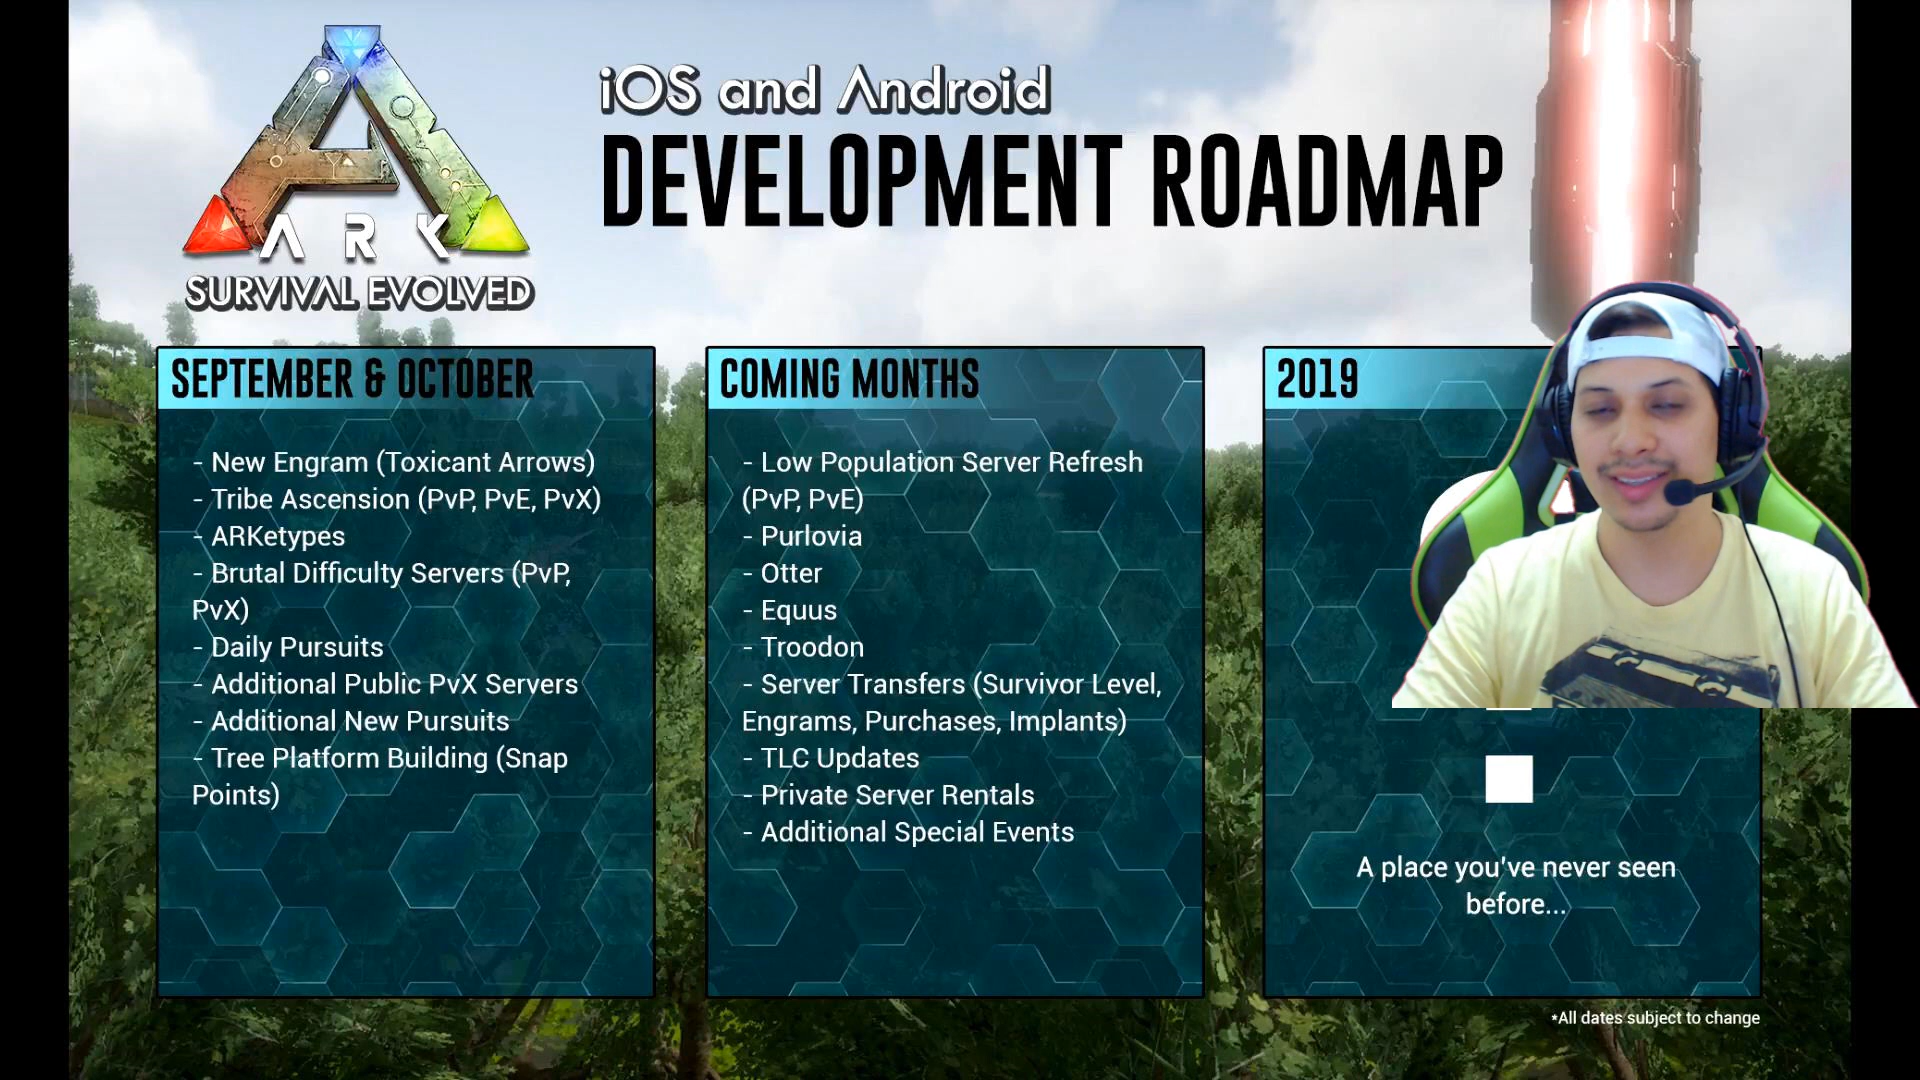 ARK
SURVIVAL EVOLVED
iOS and Android
DEVELOPMENT ROADMAP
SEPTEMBER & OCTOBER
- New Engram (Toxicant Arrows)
- Tribe Ascension (PvP, PvE, PvX)
- ARKetypes
- Brutal Difficulty Servers (PvP,
PvX)
- Daily Pursuits
- Additional Public PvX Servers
- Additional New Pursuits
- Tree Platform Building (Snap
Points)
COMING MONTHS
- Low Population Server Refresh
(PvP, PvE)
- Purlovia
- Otter
- Equus
- Troodon
- Server Transfers (Survivor Level,
Engrams, Purchases, Implants)
- TLC Updates
- Private Server Rentals
- Additional Special Events
2019
A place you've never seen
before...
*All dates subject to change